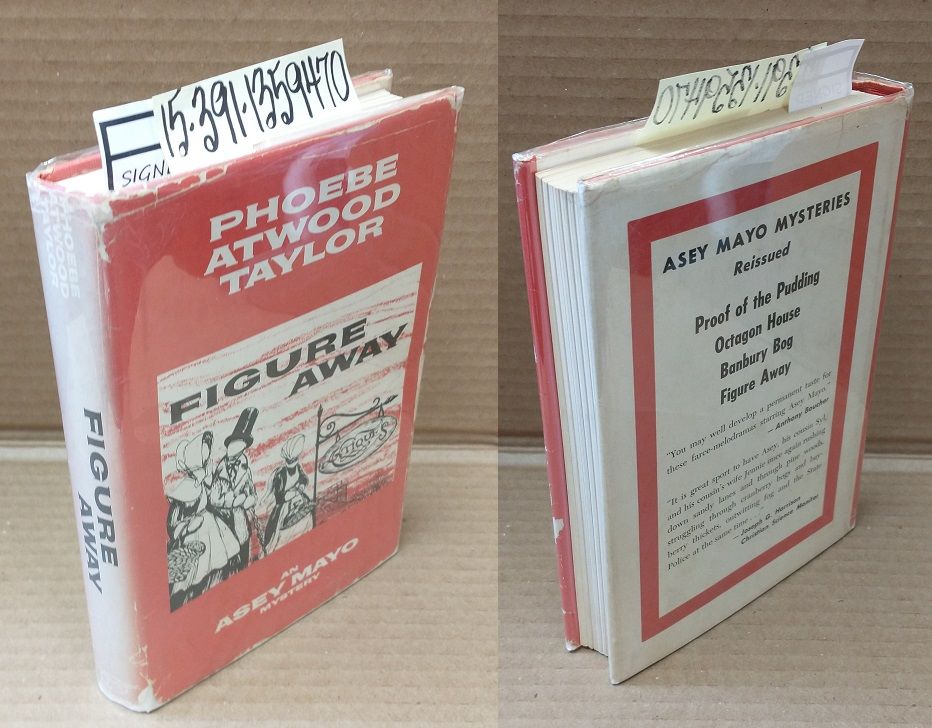 F
SIGN
15.391.1359470
PHOEBE
ATWOOD
TAYLOR
FIGURE
AWAY
AN
ASEY MAYO
MYSTERY
PHOEBE
ATWOOD
TAYLOR
FIGURE
AWAY
15.391.1359470
ASEY MAYO MYSTERIES
Reissued
Proof of the Pudding
Octagon House
Banbury Bog
Figure Away
"You may well develop a permanent taste for
these farce-melodramas starring Asey Mayo."
— Anthony Boucher
"It is great sport to have Asey, his cousin Syl,
and his cousin's wife Jennie once again rushing
down sandy lanes and through pine woods,
struggling through cranberry bogs and bay-
berry thickets, outwitting fog and the State
Police at the same time . . ."
— Joseph G. Harrison
Christian Science Monitor